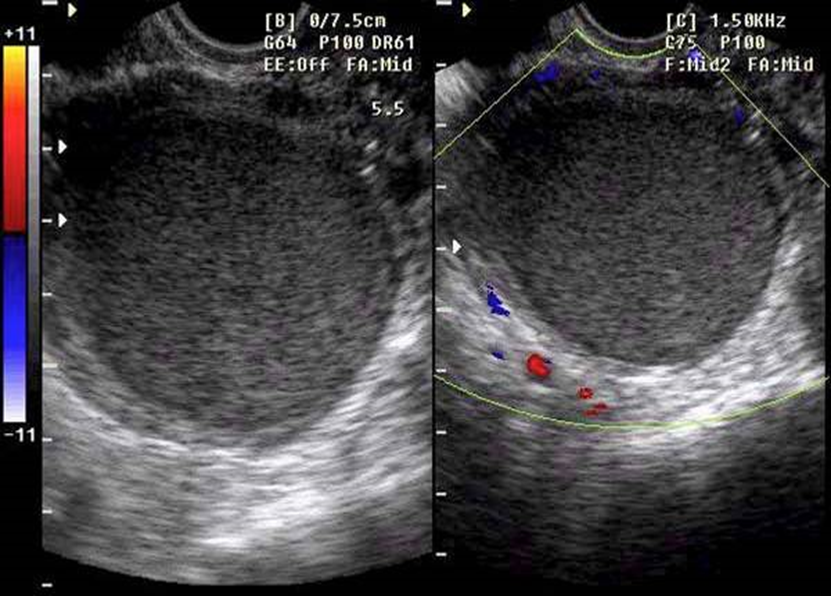 +11
-11
[B] 0/7.5cm
G64 P100 DR61
EE:Off FA:Mid
5.5
[C] 1.50KHz
G75 P100
F:Mid2 FA:Mid